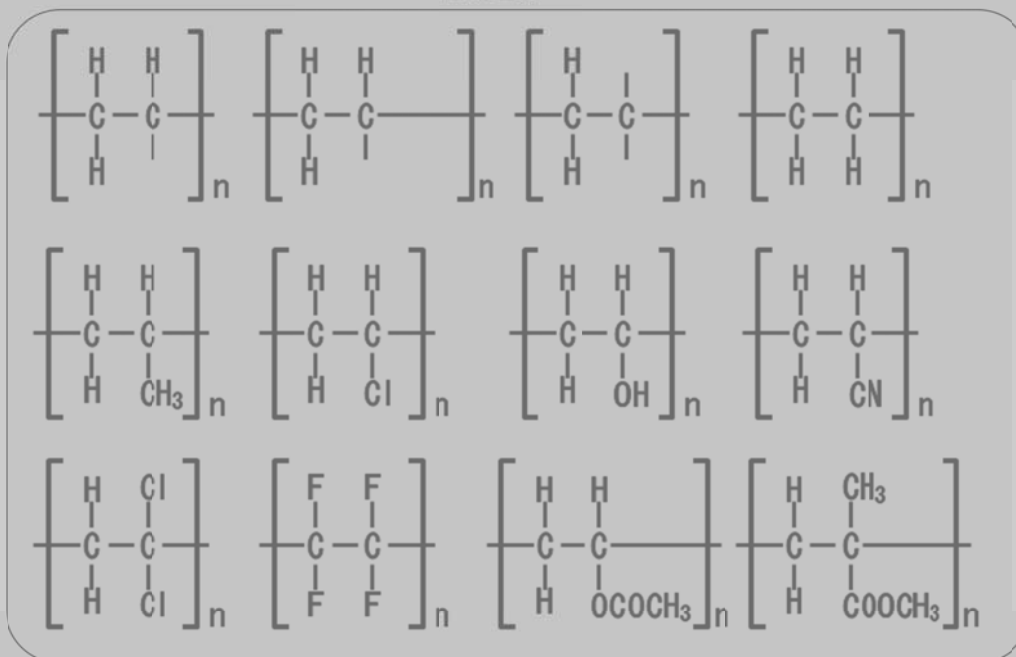 H H H H H H H
C C C C C C C C
H H H H H
n n n n
H H H H H H H H
C C C C C C C C
H CH₃ H Cl H OH H CN
n n n n
H Cl F F H H H CH₃
C C C C C C C C
H Cl F F H OCOCH₃ H COOCH₃
n n n n